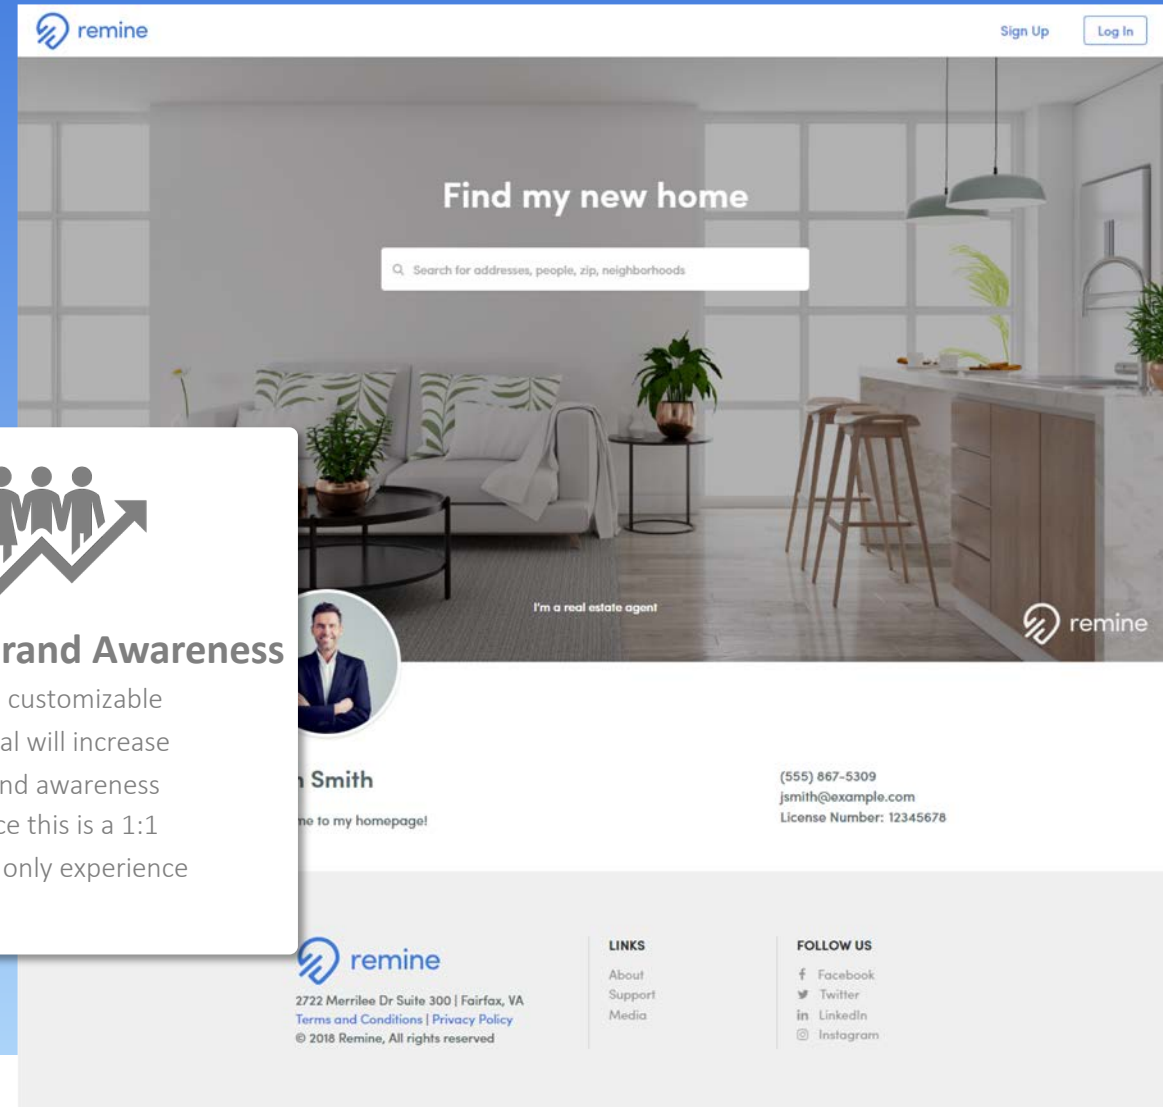 remine
Sign Up
Log In
Find my new home
Search for addresses, people, zip, neighborhoods
I'm a real estate agent
remine
rand Awareness
customizable
al will increase
nd awareness
ce this is a 1:1
only experience
Smith
me to my homepage!
(555) 867-5309
jsmith@example.com
License Number: 12345678
remine
2722 Merrilee Dr Suite 300 | Fairfax, VA
Terms and Conditions | Privacy Policy
© 2018 Remine, All rights reserved
LINKS
About
Support
Media
FOLLOW US
Facebook
Twitter
LinkedIn
Instagram